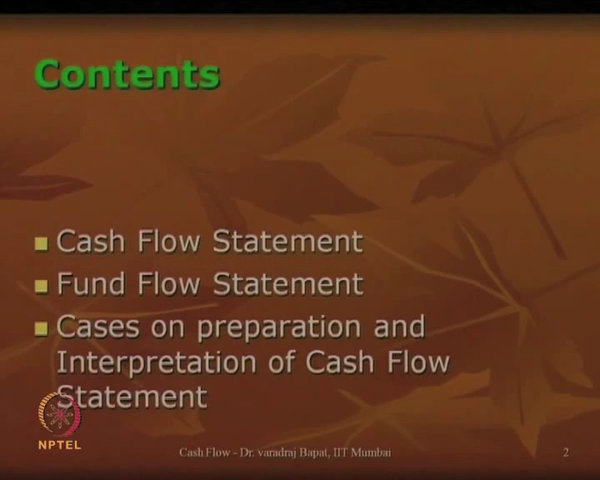 Contents
Cash Flow Statement
Fund Flow Statement
Cases on preparation and
Interpretation of Cash Flow
Statement
NPTEL
Cash Flow - Dr. varadraj Bapat, IIT Mumbai
2